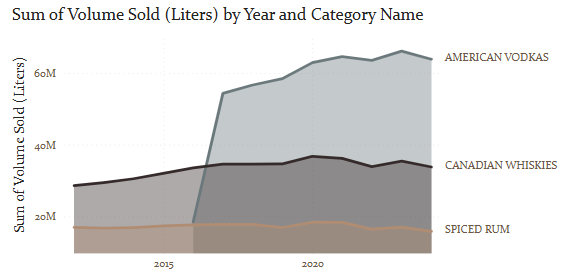 Sum of Volume Sold (Liters) by Year and Category Name
Sum of Volume Sold (Liters)
60M
40M
20M
2015
2020
AMERICAN VODKAS
CANADIAN WHISKIES
SPICED RUM